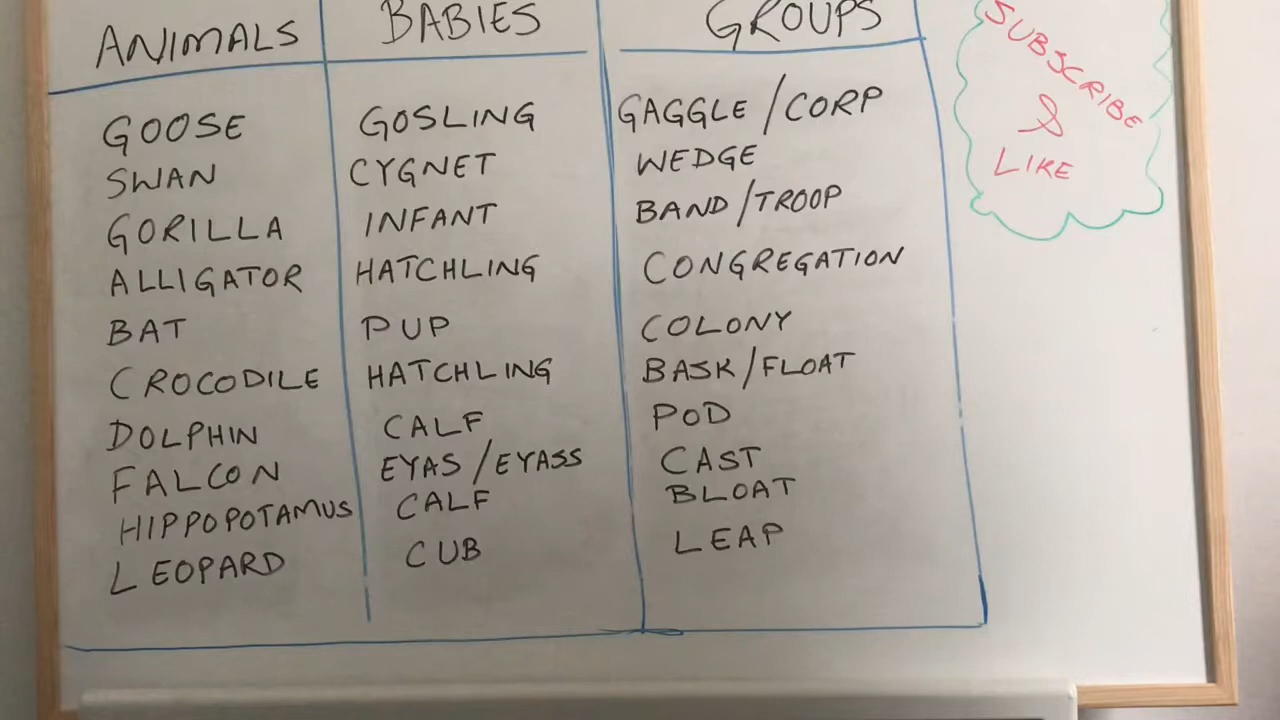 ANIMALS BABIES GROUPS
GOOSE GOSLING GAGGLE/CORP
SWAN CYGNET WEDGE
GORILLA INFANT BAND/TROOP
ALLIGATOR HATCHLING CONGREGATION
BAT PUP COLONY
CROCODILE HATCHLING BASK/FLOAT
DOLPHIN CALF POD
FALCON EYAS/EYASS CAST
HIPPOPOTAMUS CALF BLOAT
LEOPARD CUB LEAP
SUBSCRIBE
&
LIKE